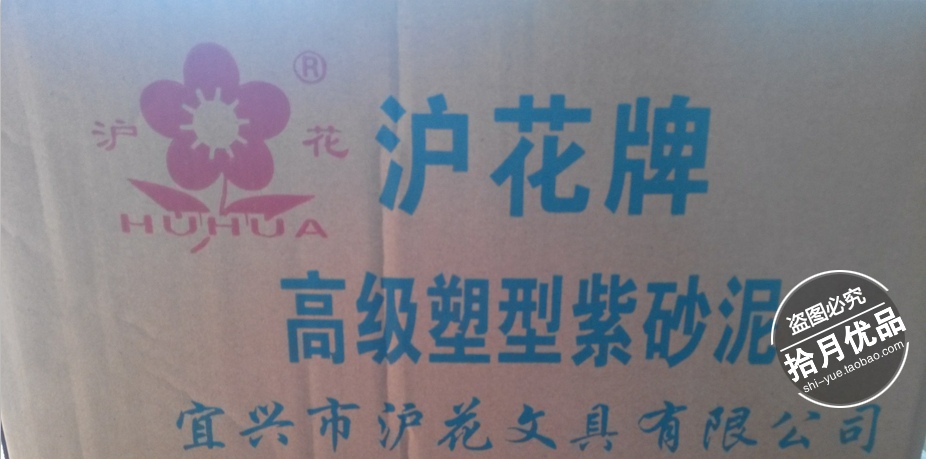 ®
沪 花
HUHUA
沪花牌
高级塑型紫砂泥
宜兴市沪花文具有限公司
盗图必究
拾月优品
shi-yue.taobao.com